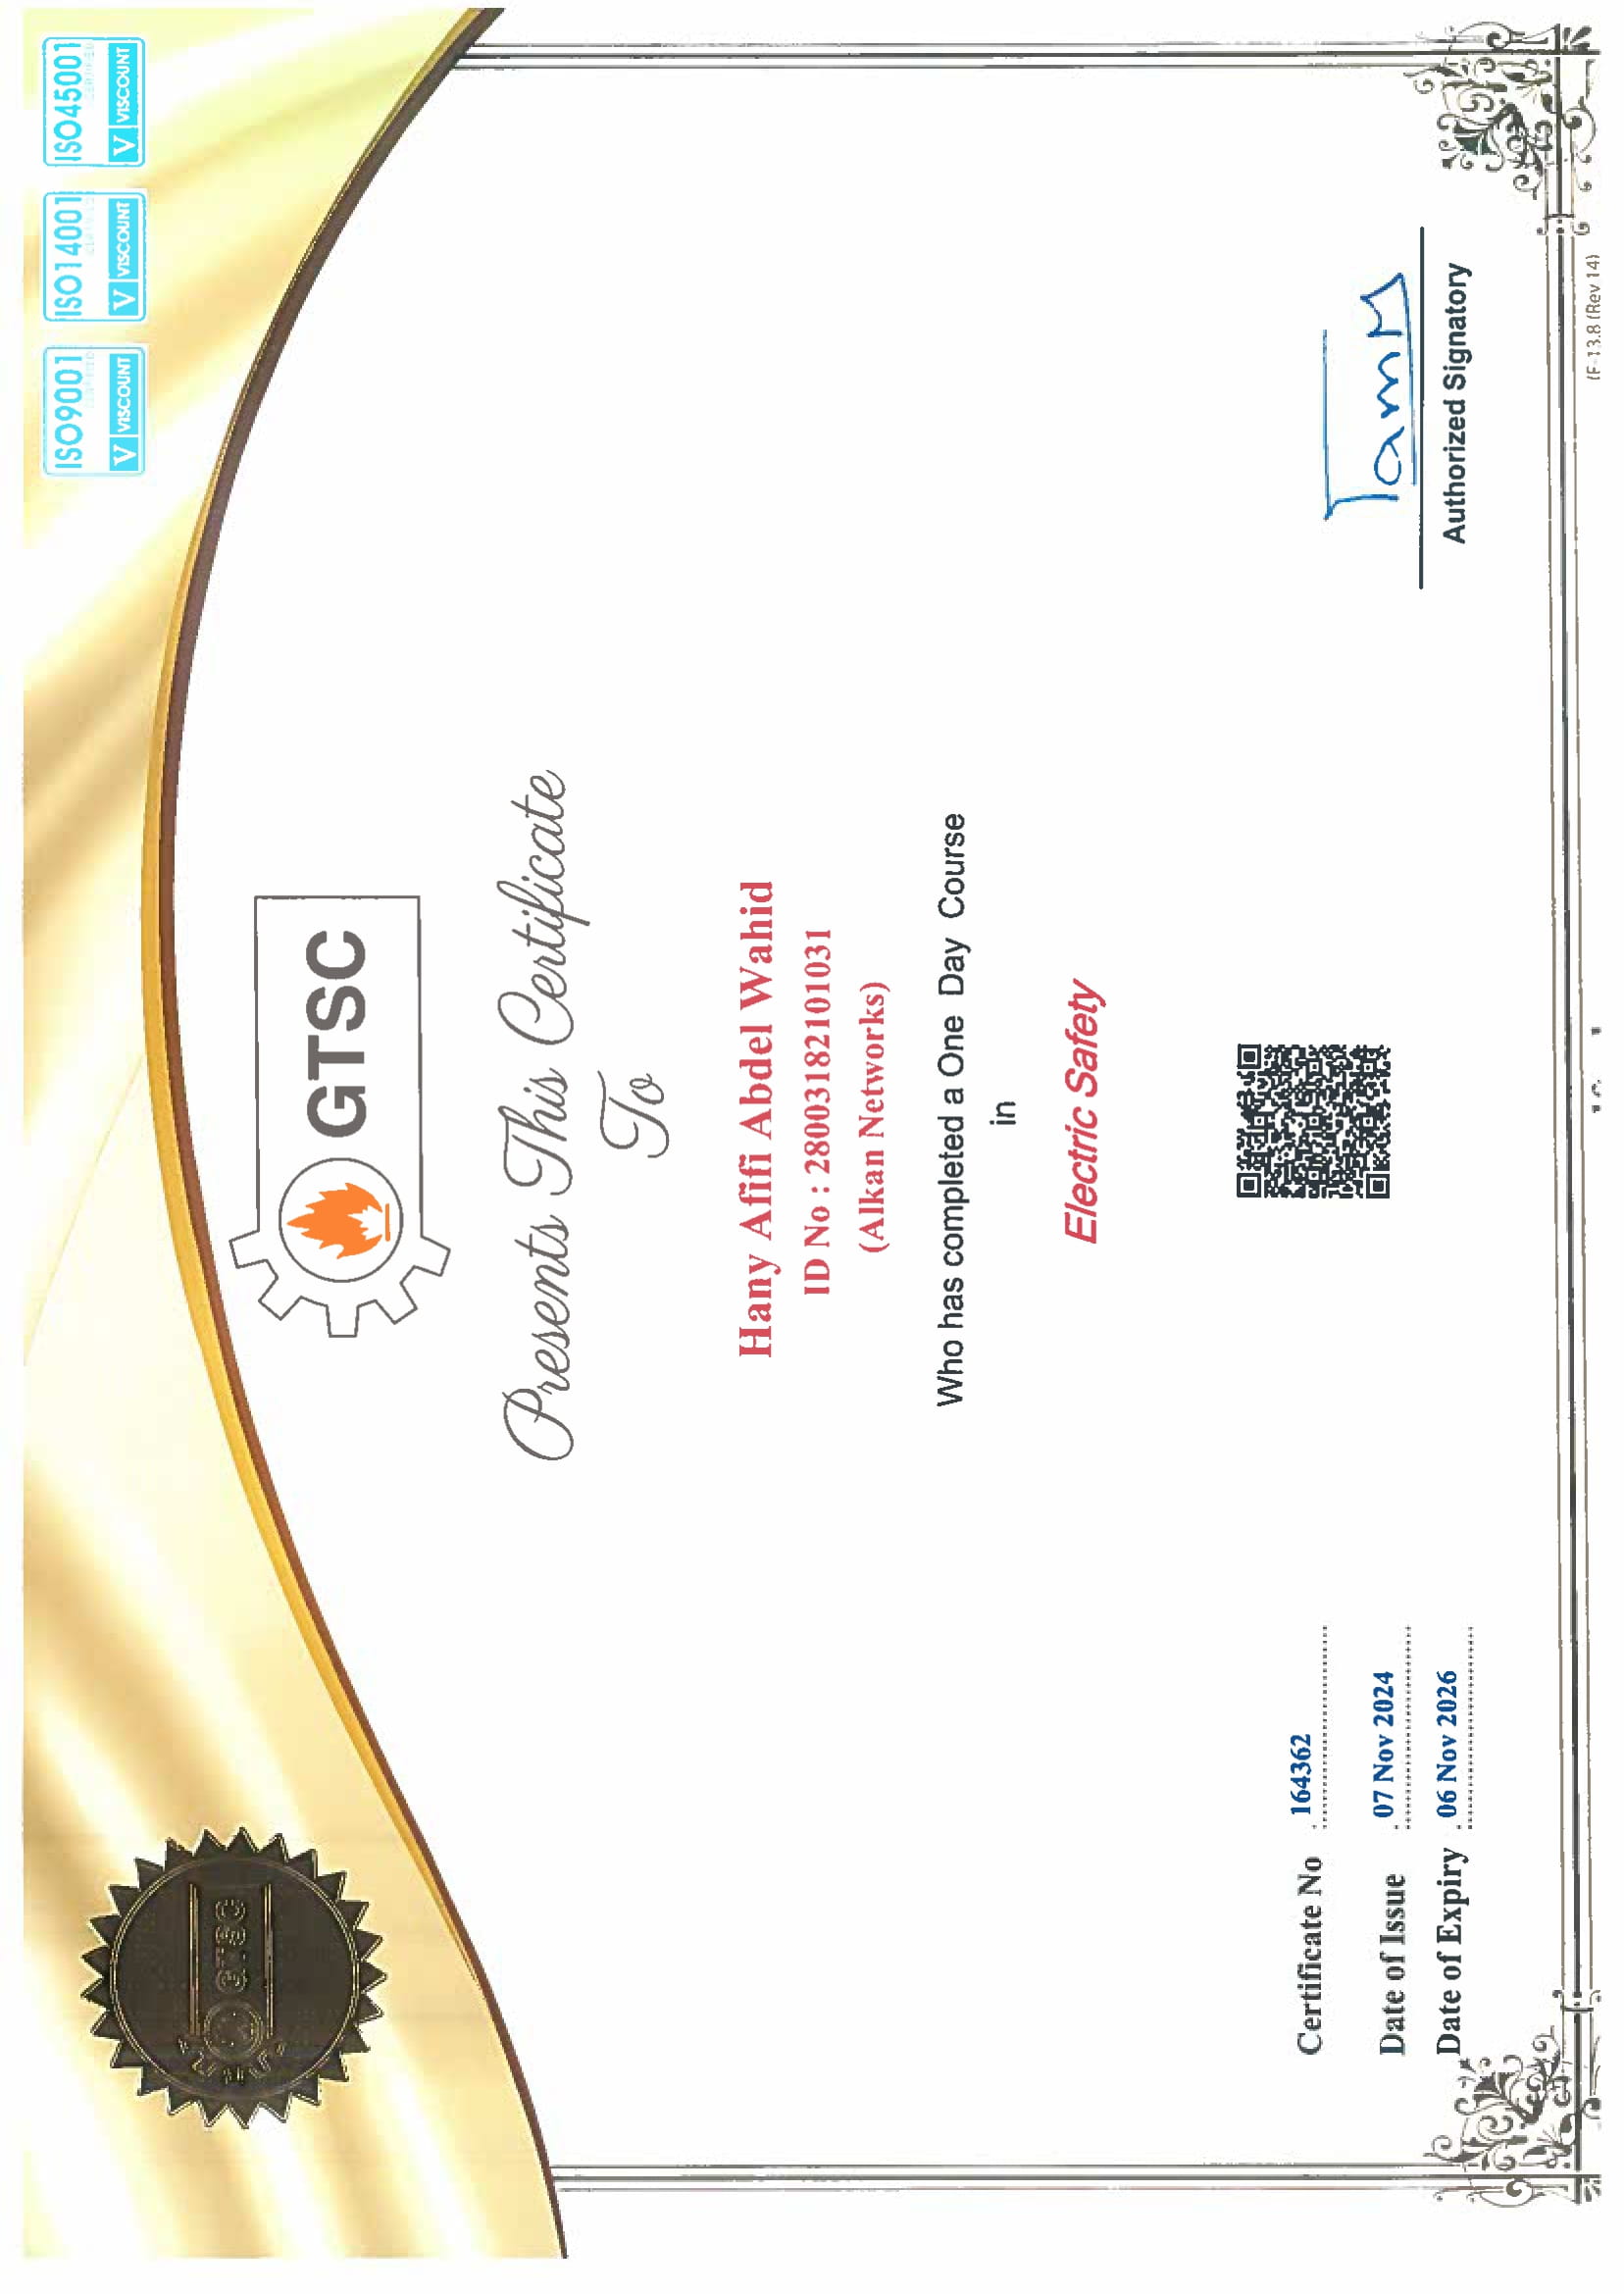 ISO9001
CERTIFIED
V VISCOUNT
ISO14001
CERTIFIED
V VISCOUNT
ISO45001
CERTIFIED
V VISCOUNT
GTSC
GTSC
Presents This Certificate
To
Hany Afifi Abdel Wahid
ID No : 28003182101031
(Alkan Networks)
Who has completed a One Day Course
in
Electric Safety
Certificate No . 164362
Date of Issue . 07 Nov 2024
Date of Expiry . 06 Nov 2026
Authorized Signatory
(F-13.8 (Rev 14)